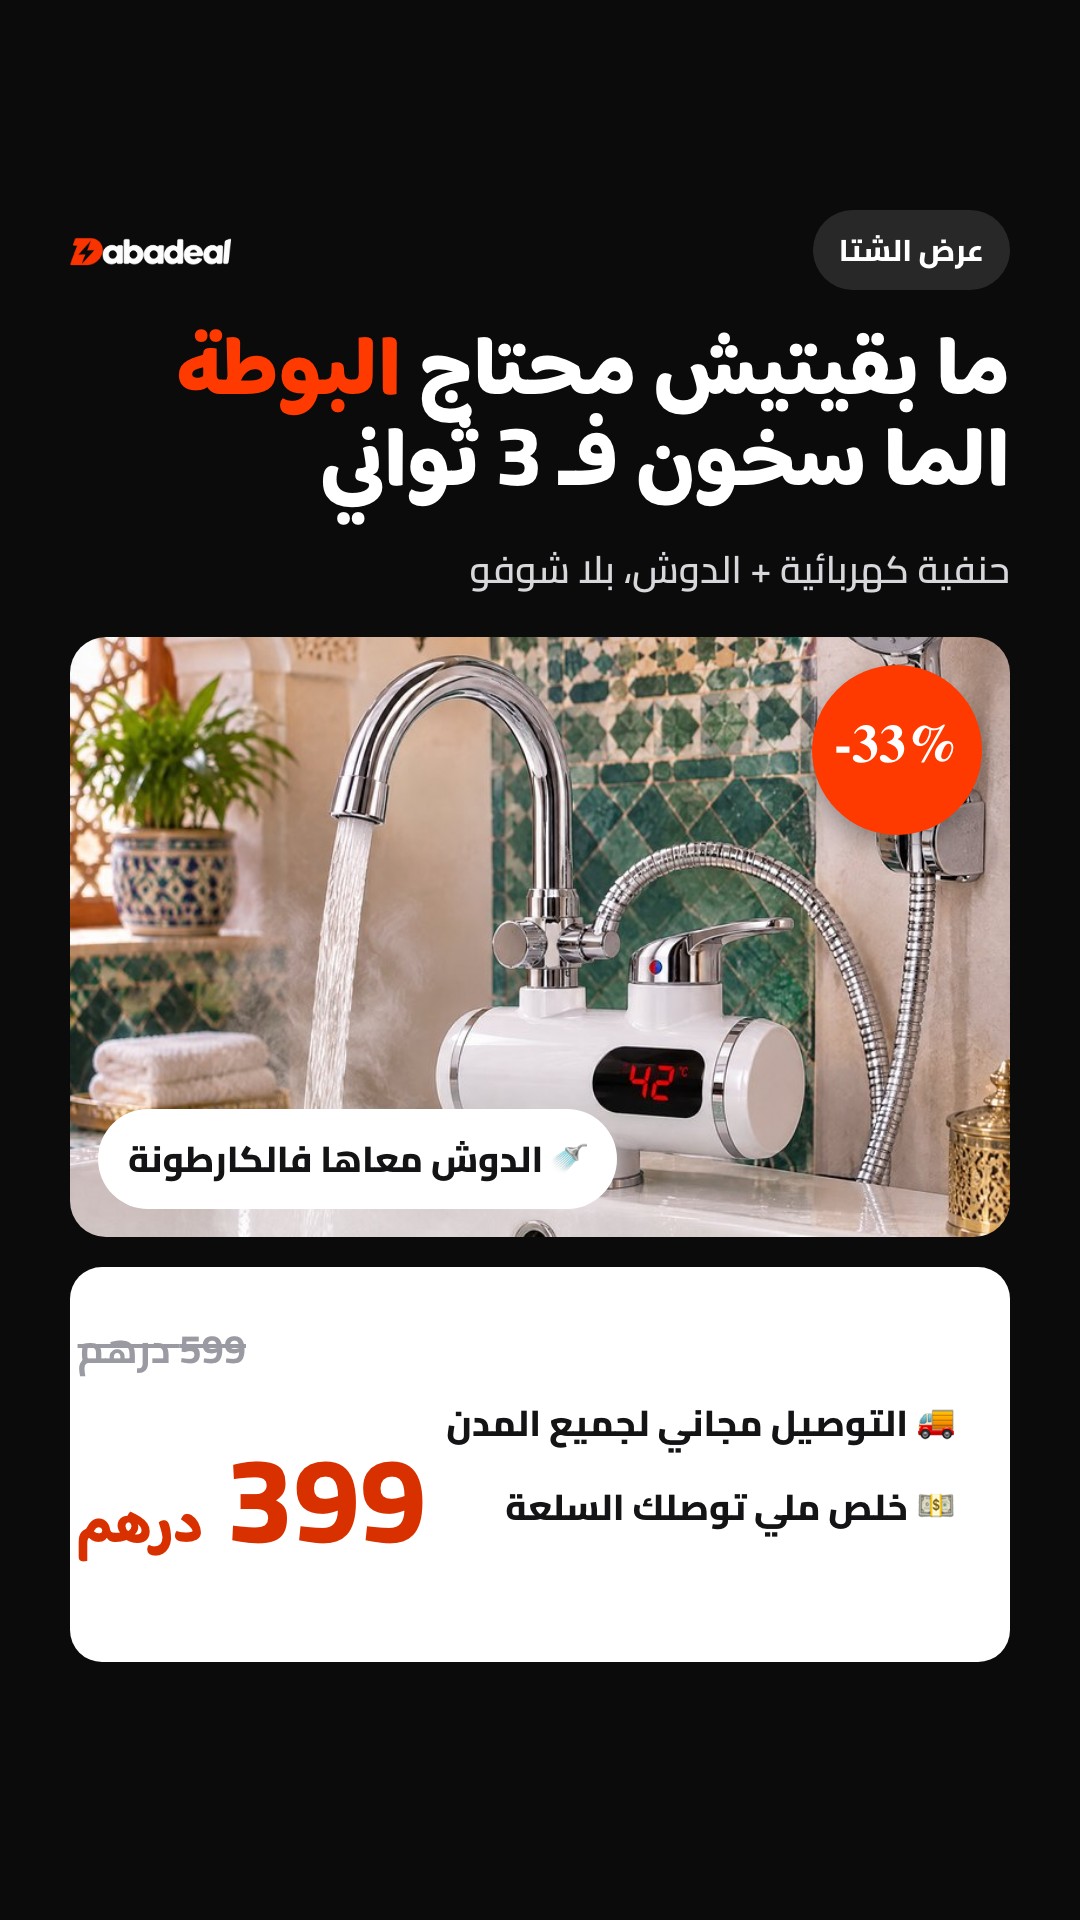 Dabadeal
عرض الشتا
ما بقيتيش محتاج البوطة
الما سخون فـ 3 ثواني
حنفية كهربائية + الدوش، بلا شوفو
-33%
42°C
🚿 الدوش معاها فالكارطونة
599 درهم
🚚 التوصيل مجاني لجميع المدن
399 درهم
💵 خلص ملي توصلك السلعة